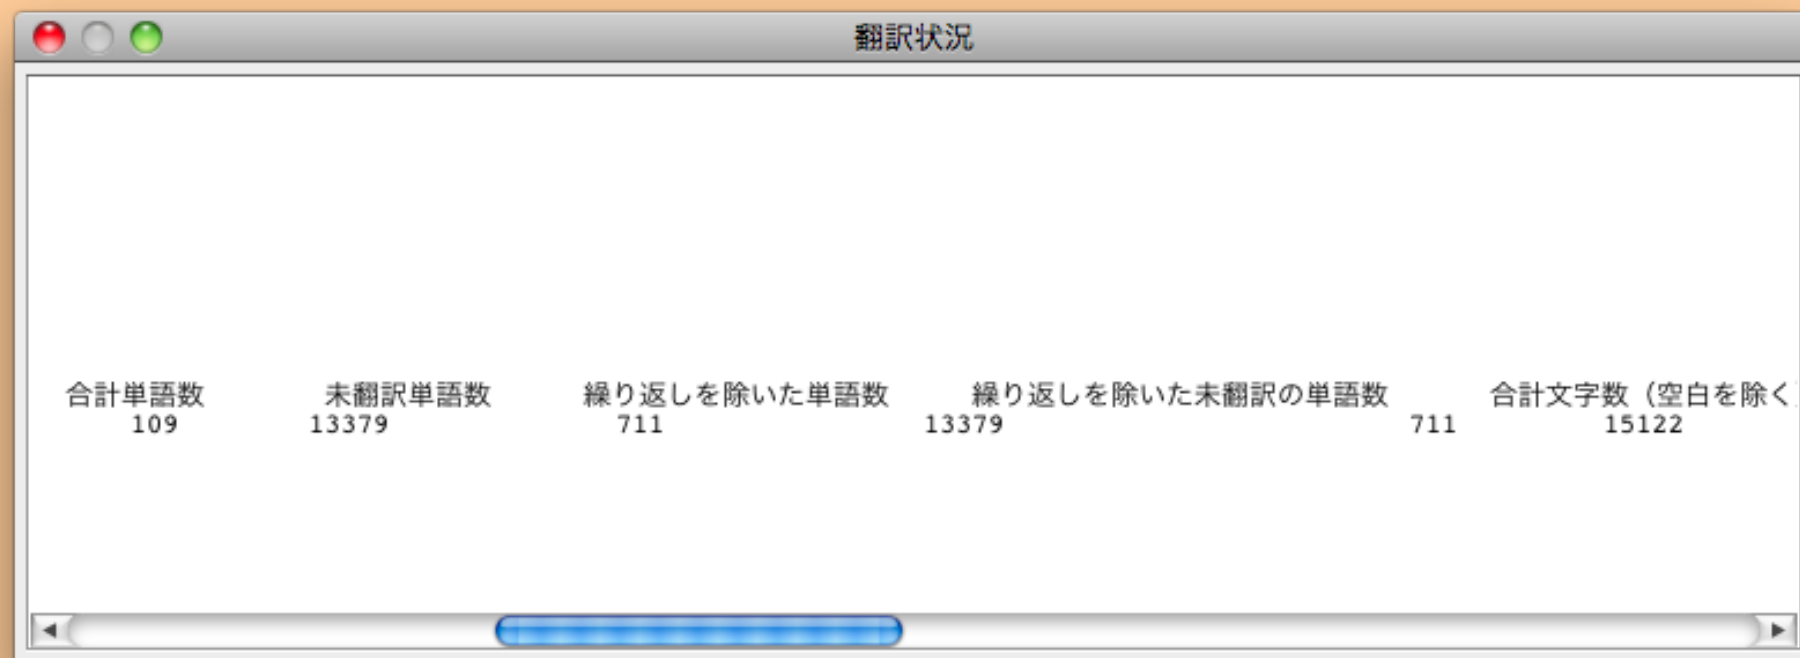 翻訳状況
合計単語数 未翻訳単語数 繰り返しを除いた単語数 繰り返しを除いた未翻訳の単語数 合計文字数（空白を除く
109 13379 711 13379 711 15122